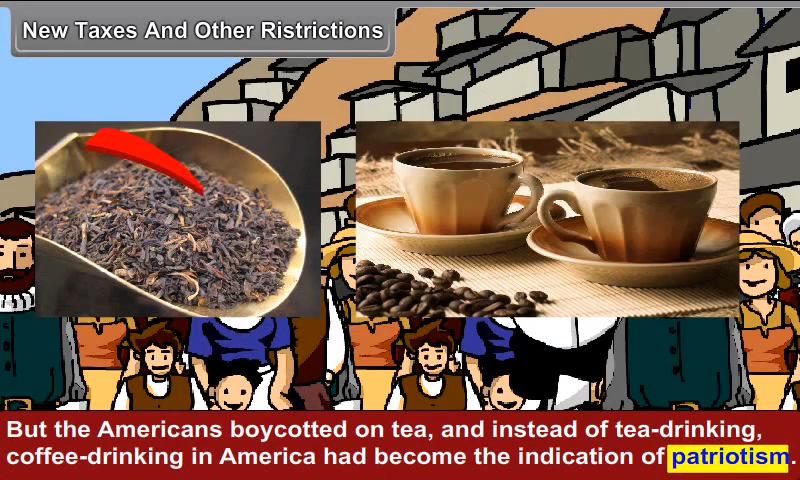 New Taxes And Other Ristrictions
But the Americans boycotted on tea, and instead of tea-drinking,
coffee-drinking in America had become the indication of patriotism.